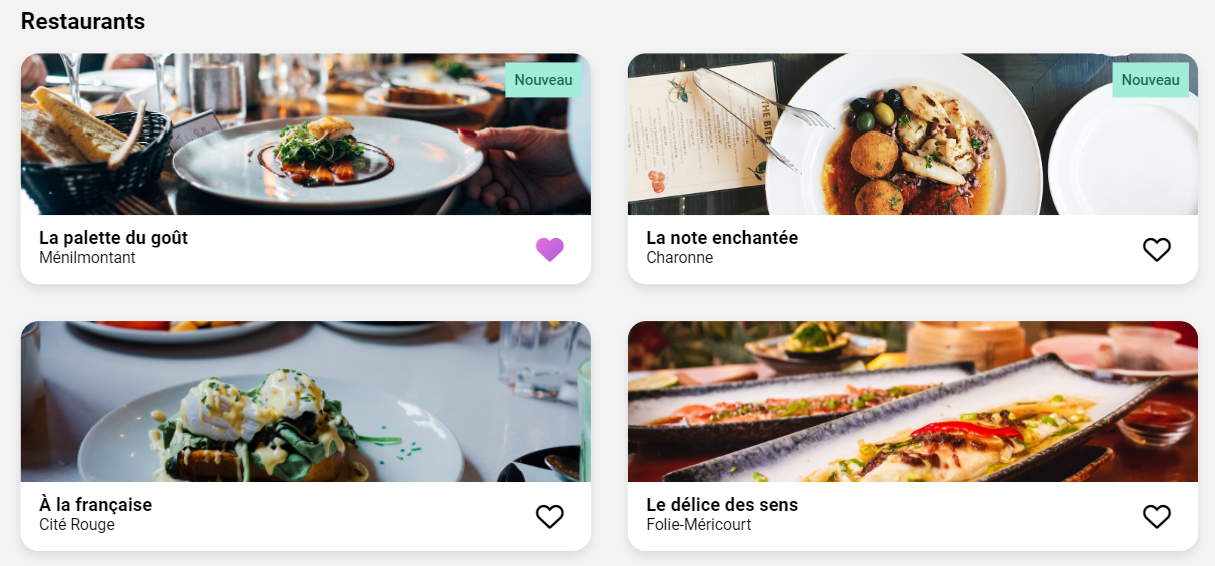 Restaurants
Nouveau
Nouveau
La palette du goût
Ménilmontant
La note enchantée
Charonne
À la française
Cité Rouge
Le délice des sens
Folie-Méricourt